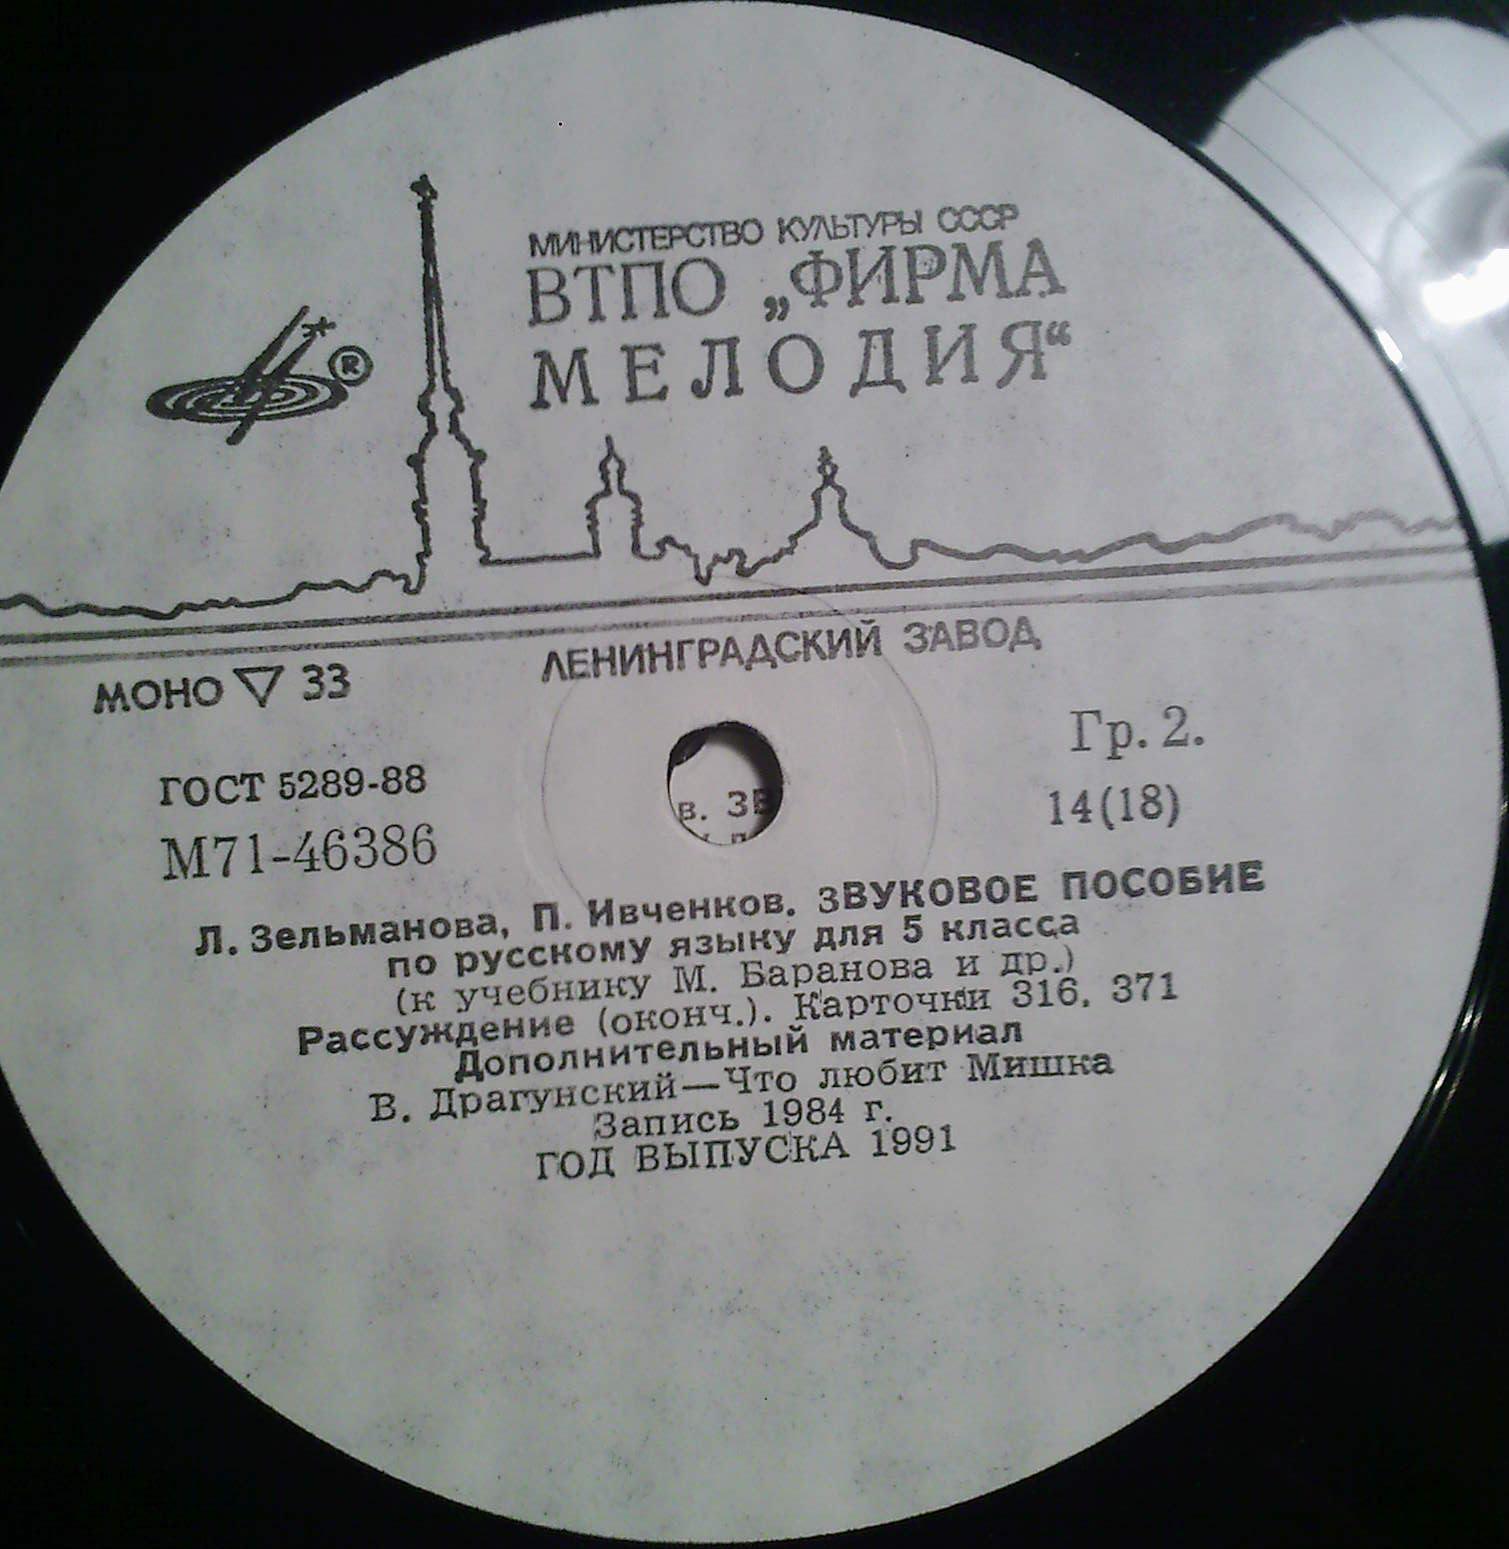 МИНИСТЕРСТВО КУЛЬТУРЫ СССР
ВТПО „ФИРМА
МЕЛОДИЯ“
®
ЛЕНИНГРАДСКИЙ ЗАВОД
МОНО ▽ 33
Гр. 2.
ГОСТ 5289-88
14(18)
М71-46386
в. ЗВ
Л. Зельманова, П. Ивченков. ЗВУКОВОЕ ПОСОБИЕ
по русскому языку для 5 класса
(к учебнику М. Баранова и др.)
Рассуждение (оконч.). Карточки 316, 371
Дополнительный материал
В. Драгунский—Что любит Мишка
Запись 1984 г.
ГОД ВЫПУСКА 1991